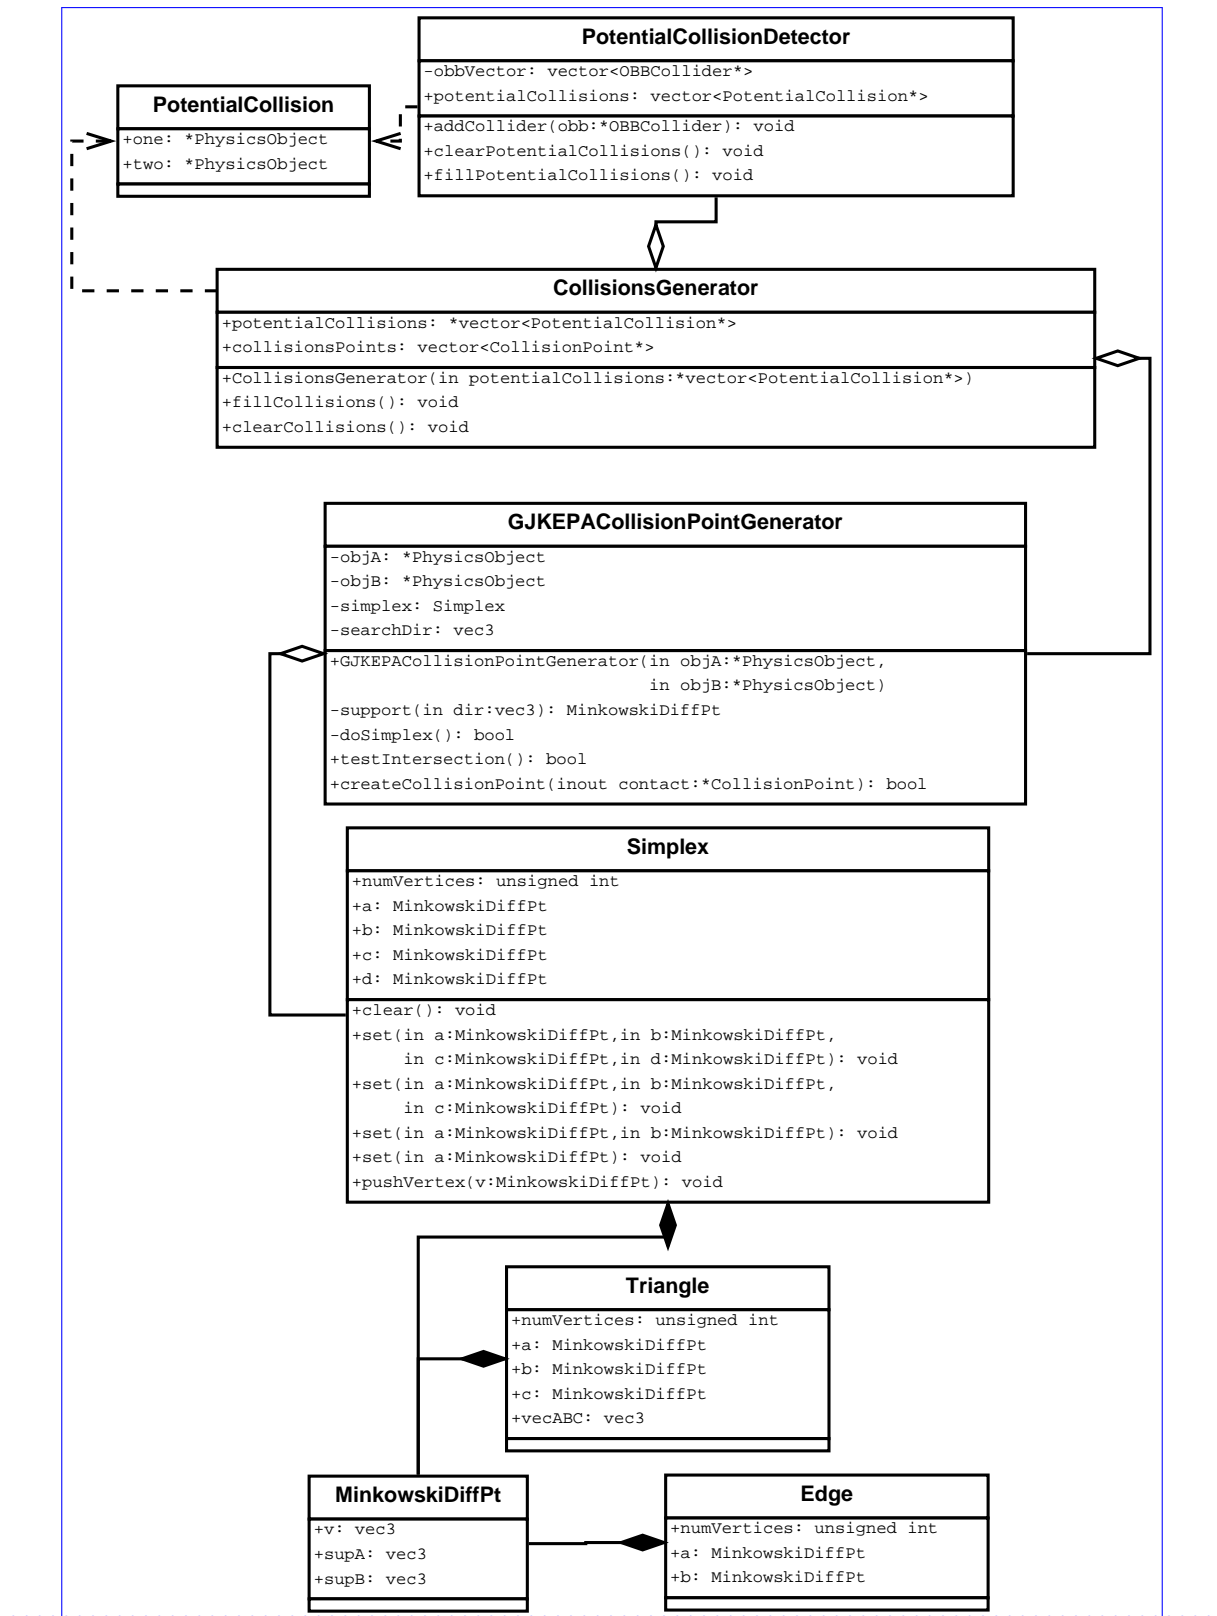 PotentialCollisionDetector
-obbVector: vector<OBBCollider*>
+potentialCollisions: vector<PotentialCollision*>
+addCollider(obb:*OBBCollider): void
+clearPotentialCollisions(): void
+fillPotentialCollisions(): void
PotentialCollision
+one: *PhysicsObject
+two: *PhysicsObject
CollisionsGenerator
+potentialCollisions: *vector<PotentialCollision*>
+collisionsPoints: vector<CollisionPoint*>
+CollisionsGenerator(in potentialCollisions:*vector<PotentialCollision*>)
+fillCollisions(): void
+clearCollisions(): void
GJKEPACollisionPointGenerator
-objA: *PhysicsObject
-objB: *PhysicsObject
-simplex: Simplex
-searchDir: vec3
+GJKEPACollisionPointGenerator(in objA:*PhysicsObject,
in objB:*PhysicsObject)
-support(in dir:vec3): MinkowskiDiffPt
-doSimplex(): bool
+testIntersection(): bool
+createCollisionPoint(inout contact:*CollisionPoint): bool
Simplex
+numVertices: unsigned int
+a: MinkowskiDiffPt
+b: MinkowskiDiffPt
+c: MinkowskiDiffPt
+d: MinkowskiDiffPt
+clear(): void
+set(in a:MinkowskiDiffPt,in b:MinkowskiDiffPt,
in c:MinkowskiDiffPt,in d:MinkowskiDiffPt): void
+set(in a:MinkowskiDiffPt,in b:MinkowskiDiffPt,
in c:MinkowskiDiffPt): void
+set(in a:MinkowskiDiffPt,in b:MinkowskiDiffPt): void
+set(in a:MinkowskiDiffPt): void
+pushVertex(v:MinkowskiDiffPt): void
Triangle
+numVertices: unsigned int
+a: MinkowskiDiffPt
+b: MinkowskiDiffPt
+c: MinkowskiDiffPt
+vecABC: vec3
MinkowskiDiffPt
+v: vec3
+supA: vec3
+supB: vec3
Edge
+numVertices: unsigned int
+a: MinkowskiDiffPt
+b: MinkowskiDiffPt